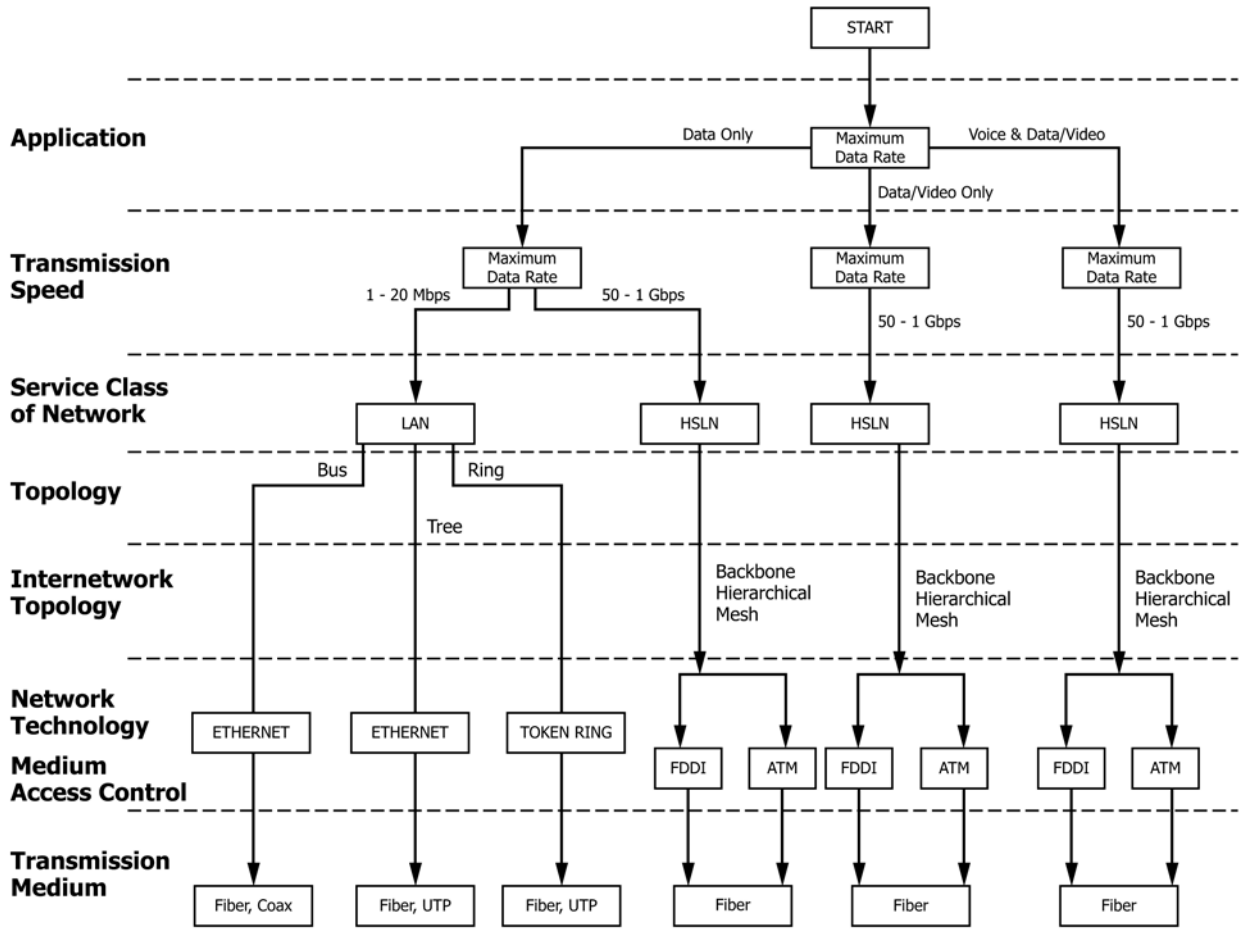 START
Application
Data Only
Maximum
Data Rate
Voice & Data/Video
Data/Video Only
Transmission
Speed
Maximum
Data Rate
Maximum
Data Rate
Maximum
Data Rate
1 - 20 Mbps
50 - 1 Gbps
50 - 1 Gbps
50 - 1 Gbps
Service Class
of Network
LAN
HSLN
HSLN
HSLN
Topology
Bus
Ring
Tree
Internetwork
Topology
Backbone
Hierarchical
Mesh
Backbone
Hierarchical
Mesh
Backbone
Hierarchical
Mesh
Network
Technology
ETHERNET
ETHERNET
TOKEN RING
Medium
Access Control
FDDI
ATM
FDDI
ATM
FDDI
ATM
Transmission
Medium
Fiber, Coax
Fiber, UTP
Fiber, UTP
Fiber
Fiber
Fiber